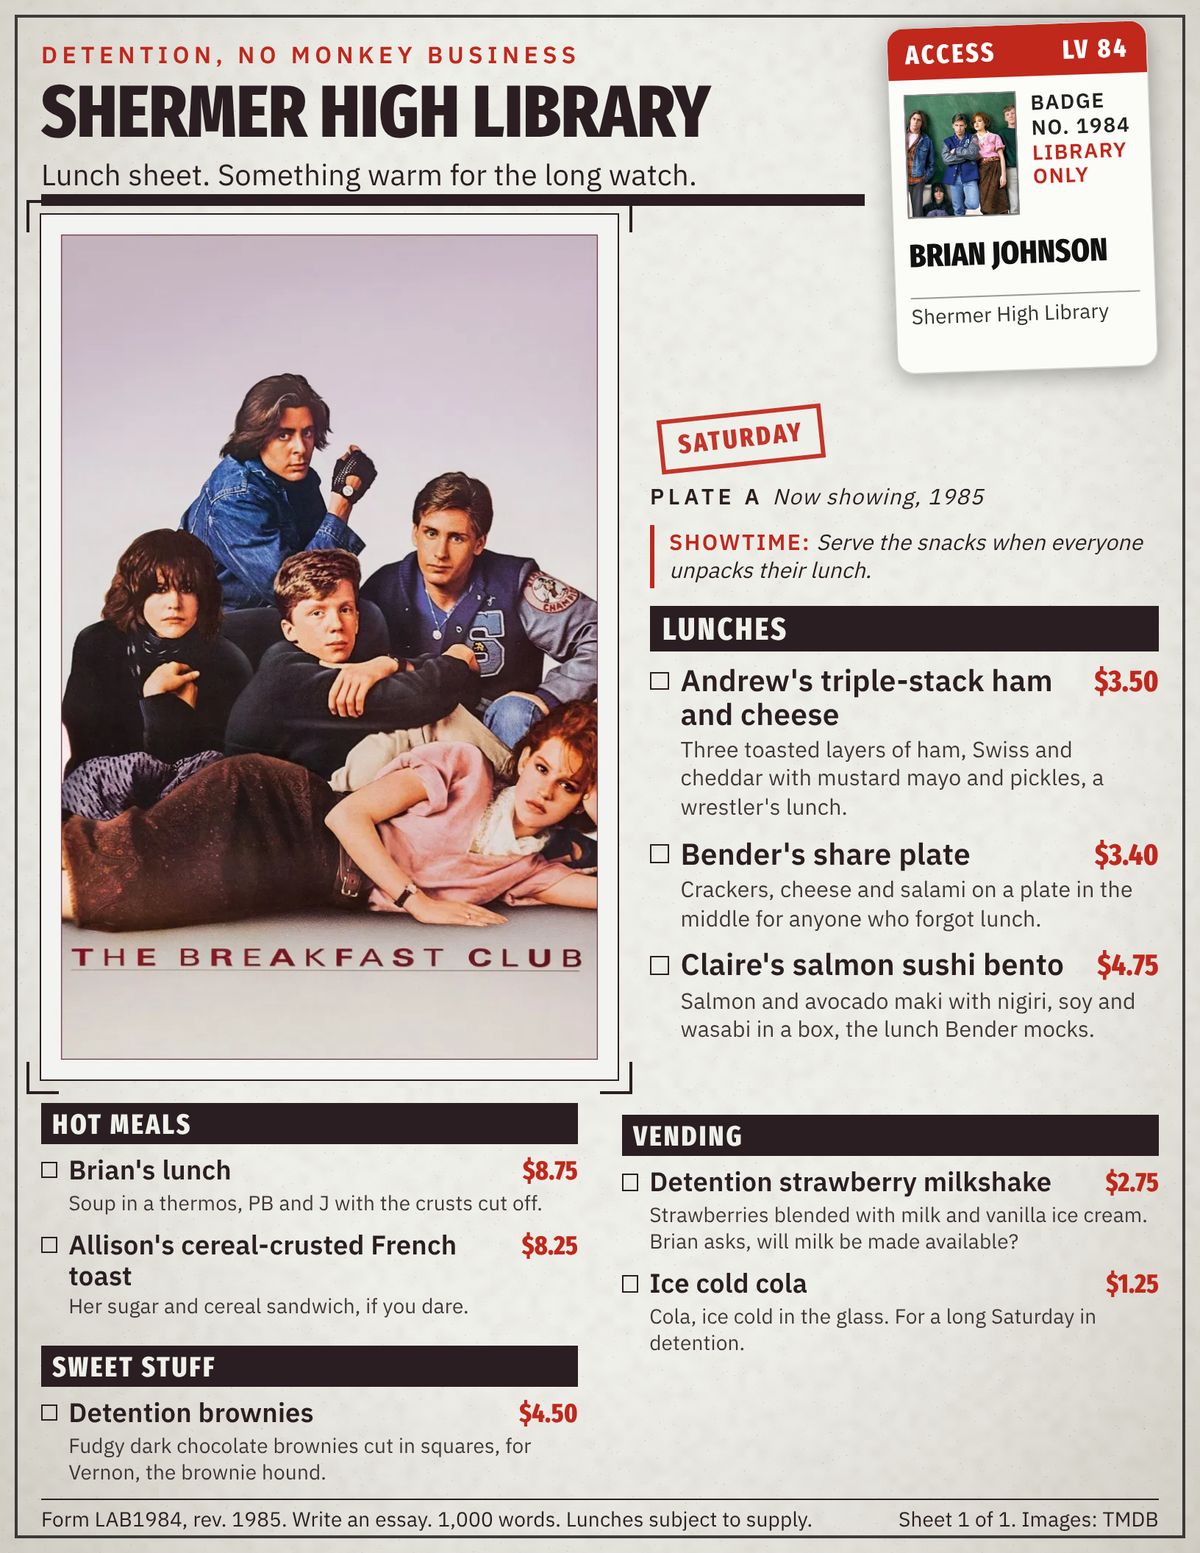 DETENTION, NO MONKEY BUSINESS
SHERMER HIGH LIBRARY
Lunch sheet. Something warm for the long watch.
ACCESS LV 84
BADGE
NO. 1984
LIBRARY
ONLY
BRIAN JOHNSON
Shermer High Library
THE BREAKFAST CLUB
SATURDAY
PLATE A Now showing, 1985
SHOWTIME: Serve the snacks when everyone
unpacks their lunch.
LUNCHES
Andrew's triple-stack ham $3.50
and cheese
Three toasted layers of ham, Swiss and
cheddar with mustard mayo and pickles, a
wrestler's lunch.
Bender's share plate $3.40
Crackers, cheese and salami on a plate in the
middle for anyone who forgot lunch.
Claire's salmon sushi bento $4.75
Salmon and avocado maki with nigiri, soy and
wasabi in a box, the lunch Bender mocks.
HOT MEALS
Brian's lunch $8.75
Soup in a thermos, PB and J with the crusts cut off.
Allison's cereal-crusted French $8.25
toast
Her sugar and cereal sandwich, if you dare.
SWEET STUFF
Detention brownies $4.50
Fudgy dark chocolate brownies cut in squares, for
Vernon, the brownie hound.
VENDING
Detention strawberry milkshake $2.75
Strawberries blended with milk and vanilla ice cream.
Brian asks, will milk be made available?
Ice cold cola $1.25
Cola, ice cold in the glass. For a long Saturday in
detention.
Form LAB1984, rev. 1985. Write an essay. 1,000 words. Lunches subject to supply. Sheet 1 of 1. Images: TMDB